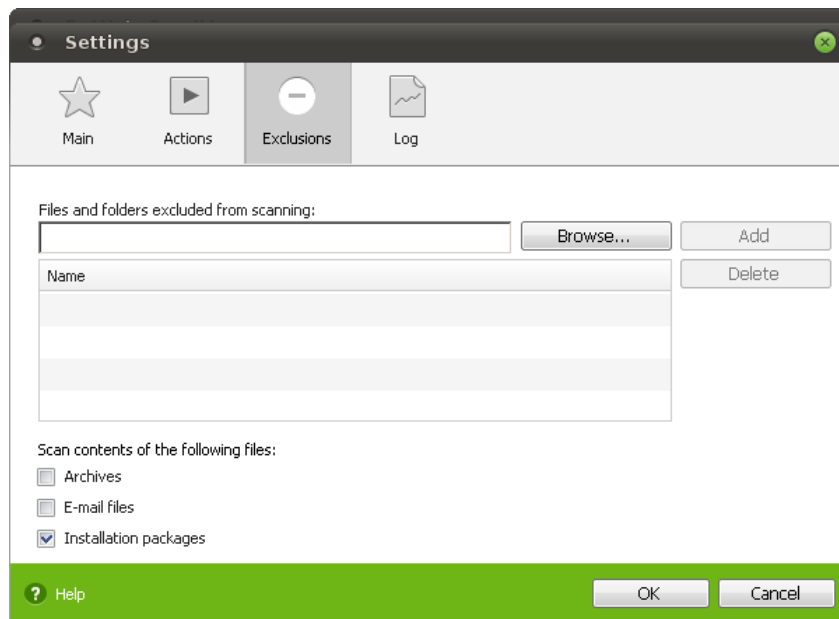 Settings
Main Actions Exclusions Log
Files and folders excluded from scanning:
Browse... Add
Name Delete
Scan contents of the following files:
Archives
E-mail files
Installation packages
? Help OK Cancel